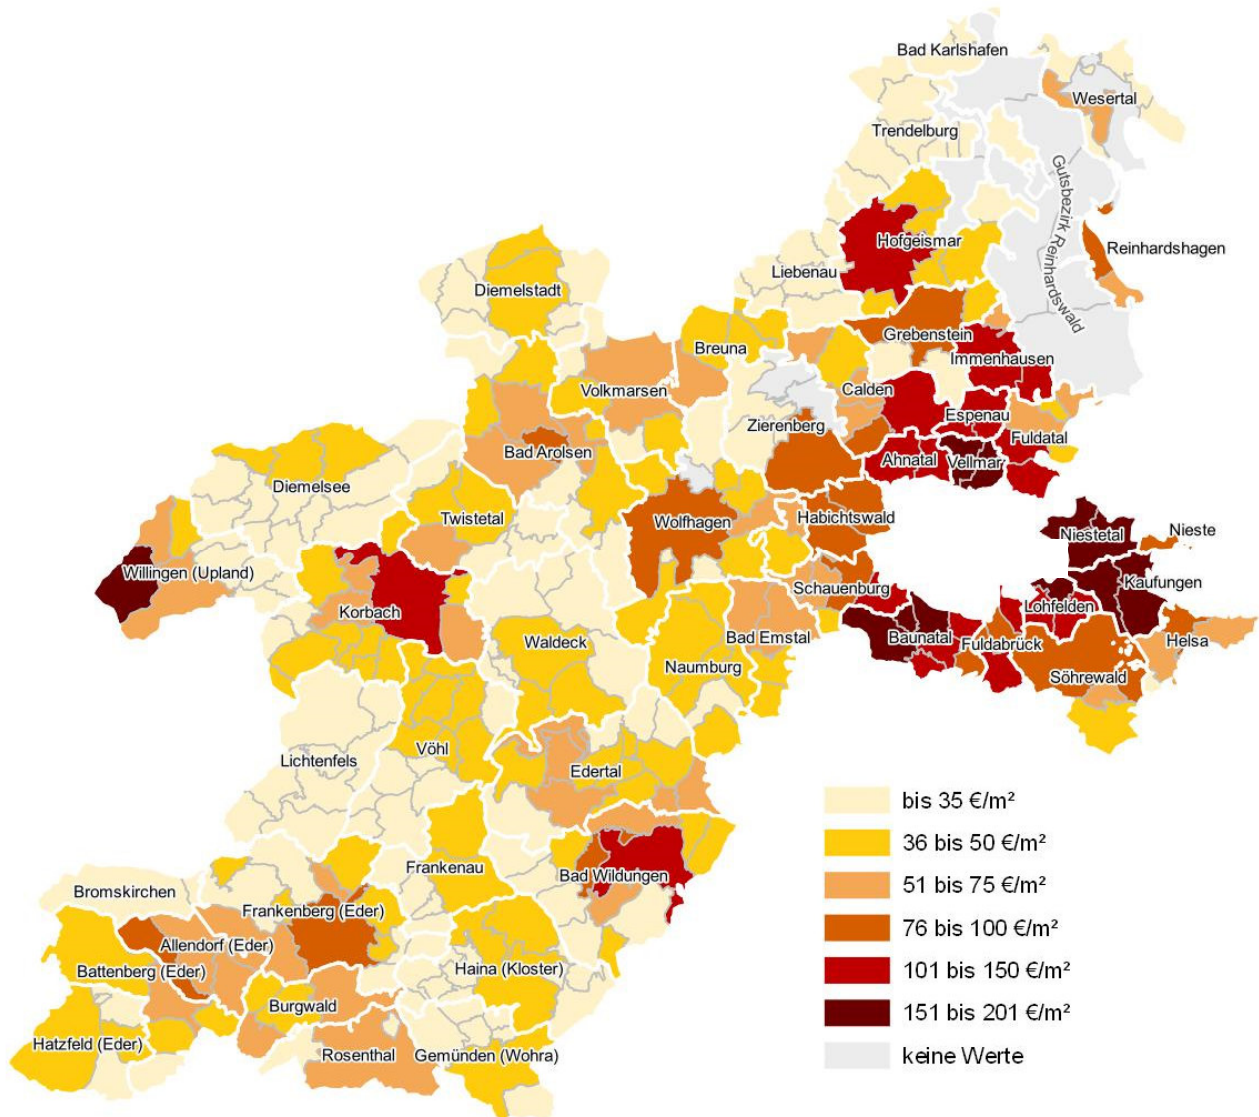 Bad Karlshafen
Wesertal
Trendelburg
Gutsbezirk Reinhardswald
Hofgeismar
Reinhardshagen
Liebenau
Diemelstadt
Grebenstein
Breuna
Immenhausen
Volkmarsen
Calden
Espenau
Zierenberg
Fuldatal
Bad Arolsen
Ahnatal
Vellmar
Diemelsee
Twistetal
Wolfhagen
Habichtswald
Nieste
Niestetal
Willingen (Upland)
Kaufungen
Schauenburg
Lohfelden
Korbach
Bad Emstal
Baunatal
Fuldabrück
Helsa
Waldeck
Naumburg
Söhrewald
Vöhl
Lichtenfels
Edertal
Frankenau
Bad Wildungen
Bromskirchen
Frankenberg (Eder)
Allendorf (Eder)
Battenberg (Eder)
Haina (Kloster)
Burgwald
Hatzfeld (Eder)
Rosenthal
Gemünden (Wohra)
bis 35 €/m²
36 bis 50 €/m²
51 bis 75 €/m²
76 bis 100 €/m²
101 bis 150 €/m²
151 bis 201 €/m²
keine Werte